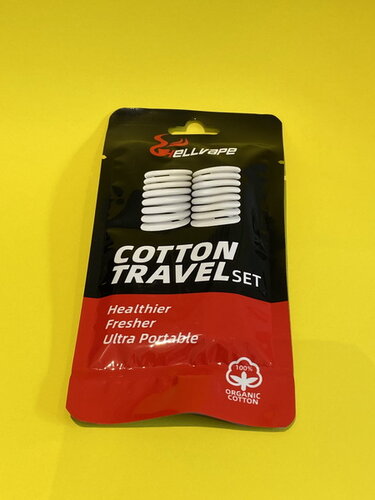 ELLVAPE
COTTON
TRAVEL SET
Healthier
Fresher
Ultra Portable
100%
ORGANIC
COTTON